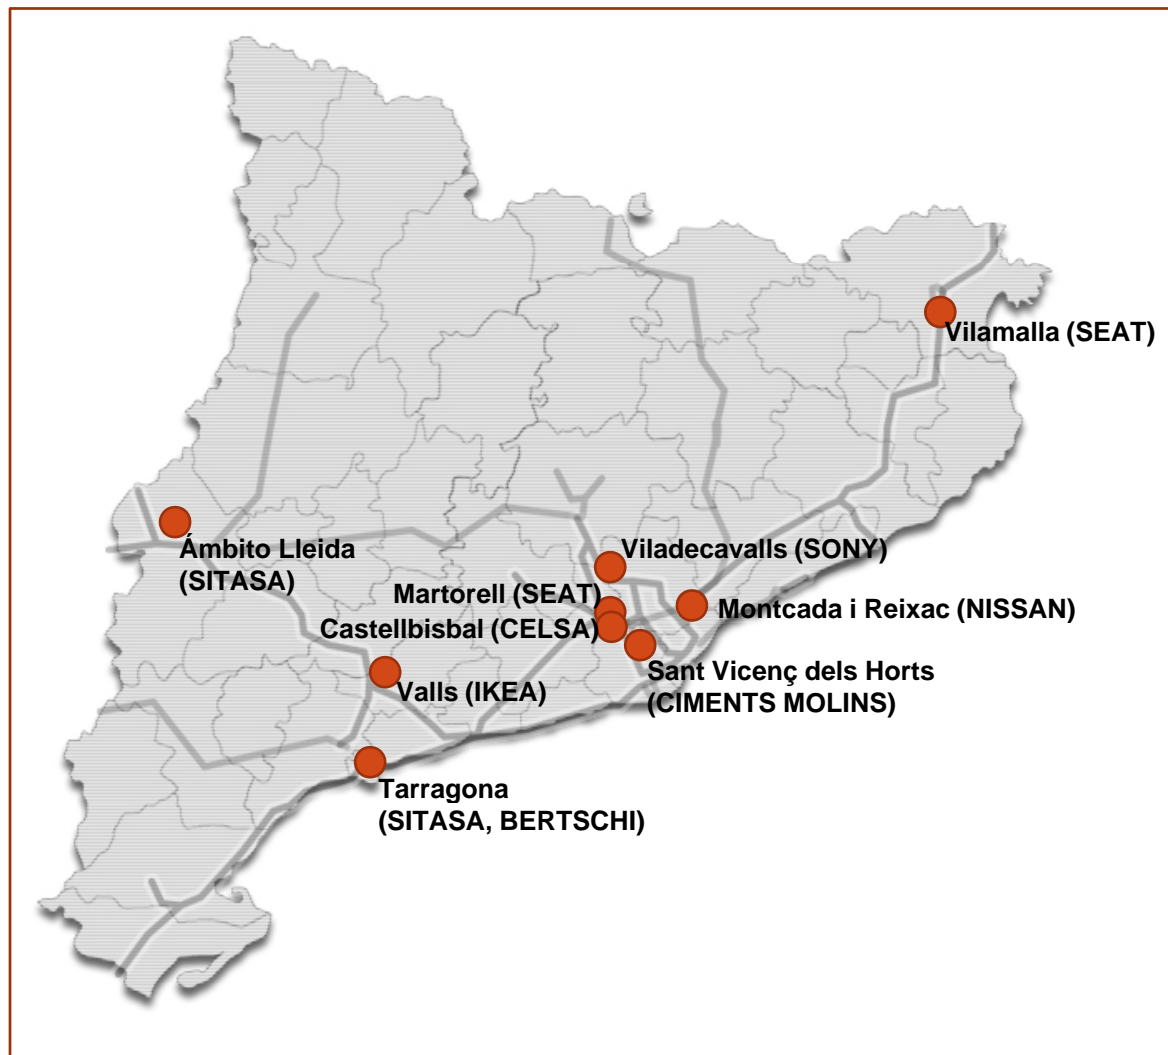 Vilamalla (SEAT)
Ámbito Lleida
(SITASA)
Viladecavalls (SONY)
Martorell (SEAT)
Montcada i Reixac (NISSAN)
Castellbisbal (CELSA)
Sant Vicenç dels Horts
(CIMENTS MOLINS)
Valls (IKEA)
Tarragona
(SITASA, BERTSCHI)